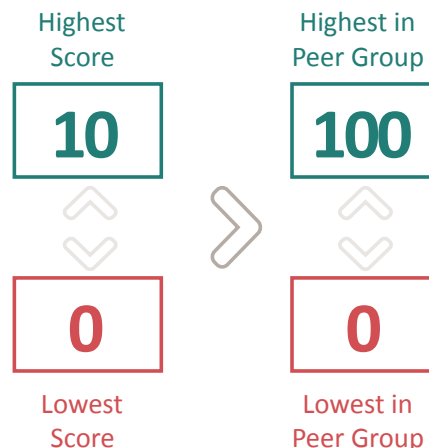 Highest
Score
10
0
Lowest
Score
Highest in
Peer Group
100
0
Lowest in
Peer Group